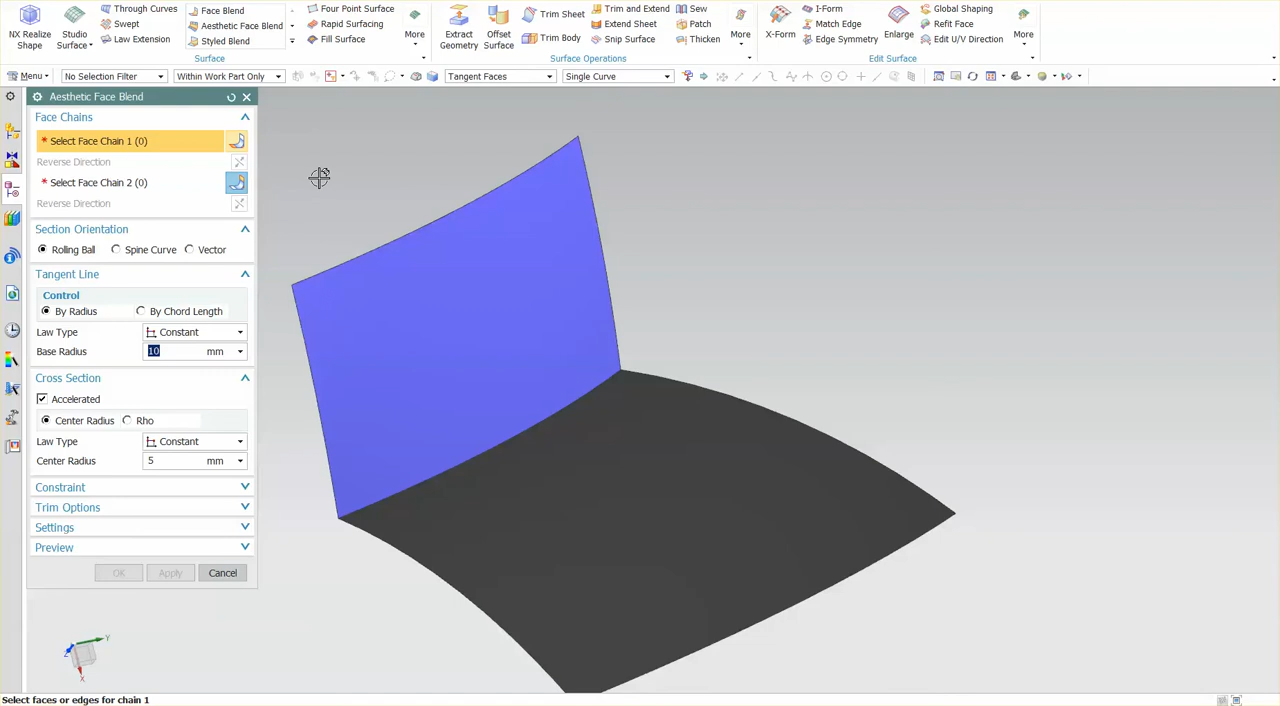 NX Realize Shape
Studio Surface
Through Curves
Swept
Law Extension
Face Blend
Aesthetic Face Blend
Styled Blend
Four Point Surface
Rapid Surfacing
Fill Surface
More
Surface
Extract Geometry
Offset Surface
Trim Sheet
Trim Body
Trim and Extend
Extend Sheet
Snip Surface
Sew
Patch
Thicken
More
Surface Operations
X-Form
I-Form
Match Edge
Edge Symmetry
Enlarge
Global Shaping
Refit Face
Edit U/V Direction
More
Edit Surface
Menu
No Selection Filter
Within Work Part Only
Tangent Faces
Single Curve
Aesthetic Face Blend
Face Chains
* Select Face Chain 1 (0)
Reverse Direction
* Select Face Chain 2 (0)
Reverse Direction
Section Orientation
Rolling Ball Spine Curve Vector
Tangent Line
Control
By Radius By Chord Length
Law Type Constant
Base Radius 10 mm
Cross Section
Accelerated
Center Radius Rho
Law Type Constant
Center Radius 5 mm
Constraint
Trim Options
Settings
Preview
OK Apply Cancel
Z Y
X
Select faces or edges for chain 1